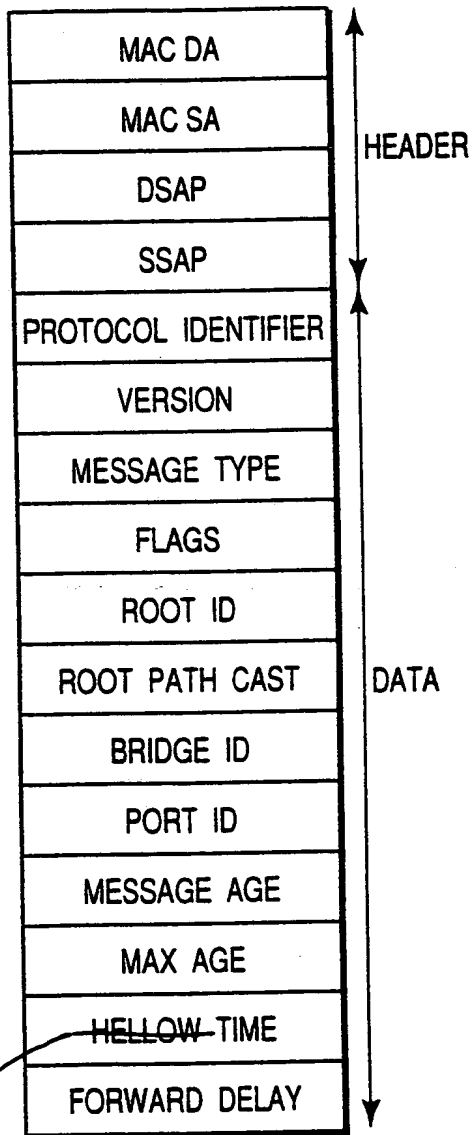 MAC DA
MAC SA
DSAP
SSAP
HEADER
PROTOCOL IDENTIFIER
VERSION
MESSAGE TYPE
FLAGS
ROOT ID
ROOT PATH CAST
BRIDGE ID
PORT ID
MESSAGE AGE
MAX AGE
HELLOW TIME
FORWARD DELAY
DATA